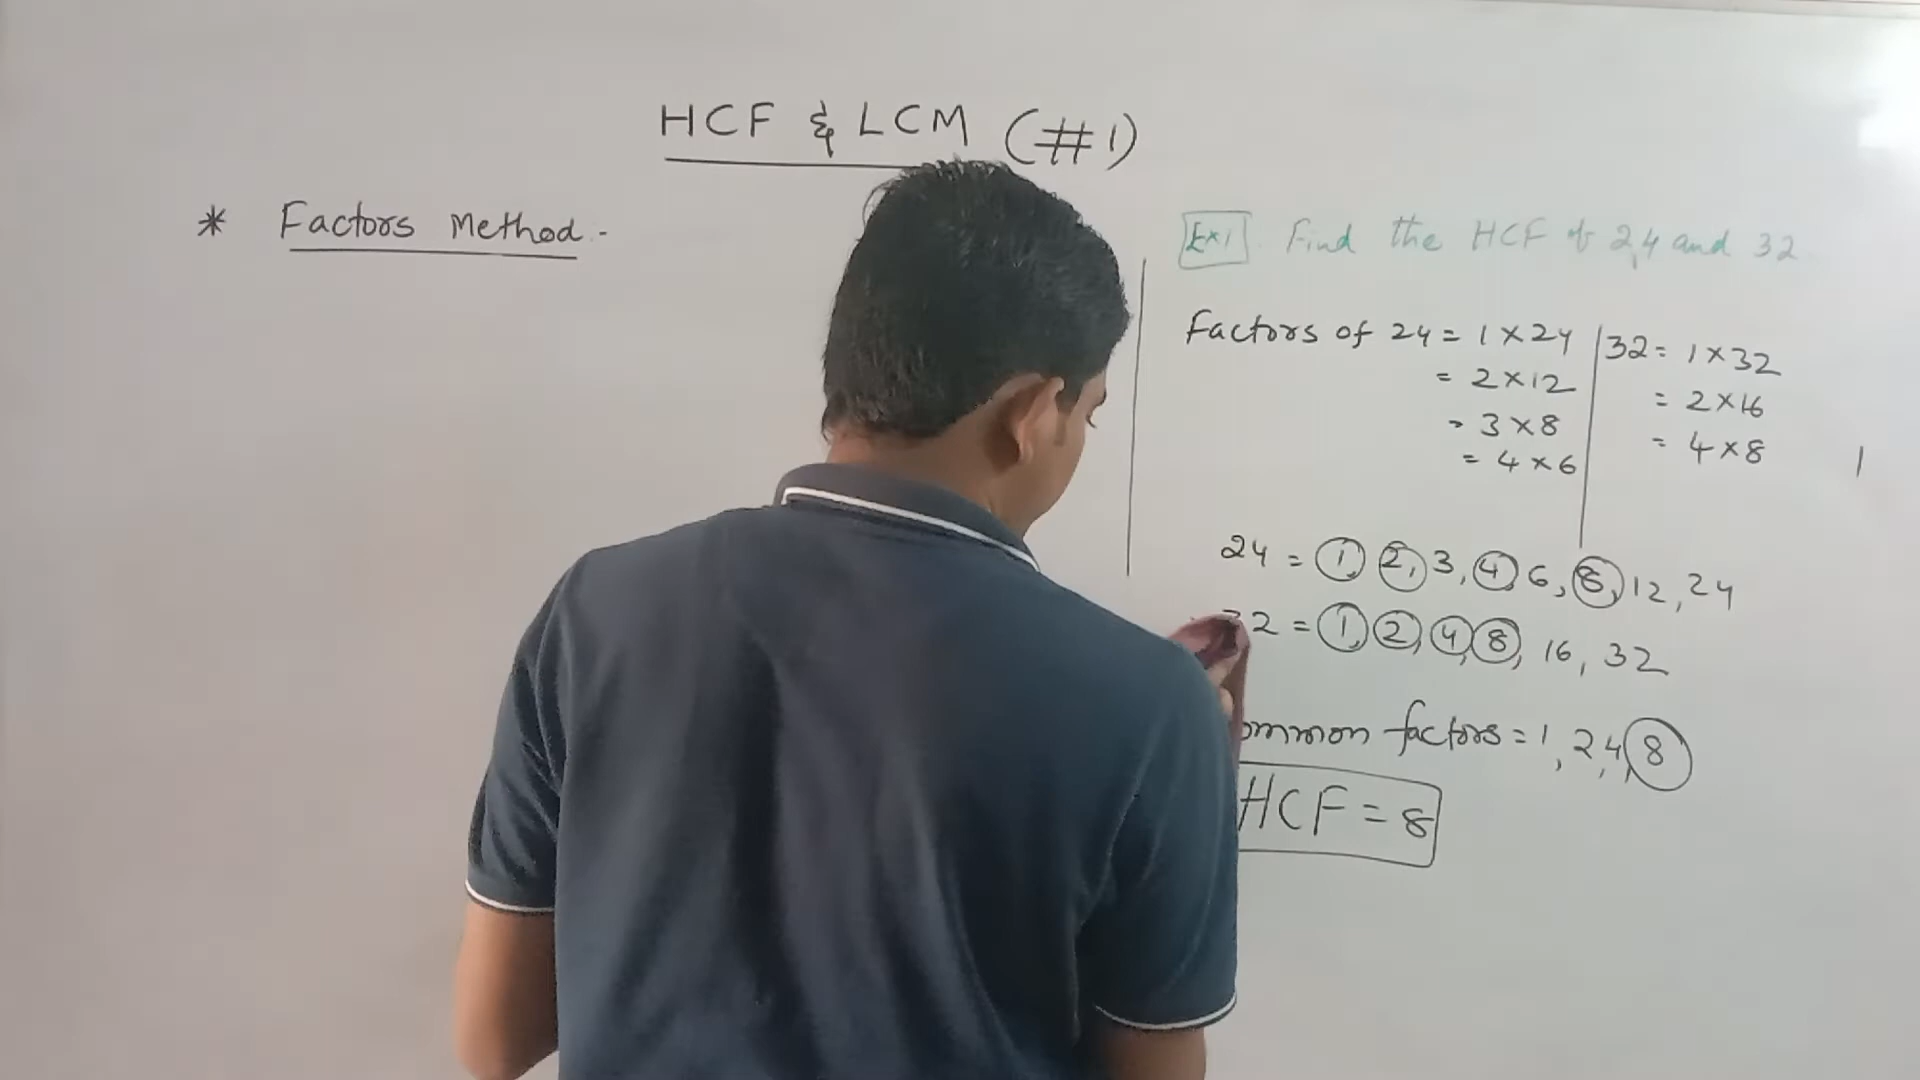 HCF & LCM (#1)
* Factors Method:-
Ex1. Find the HCF of 24 and 32.
Factors of 24 = 1 × 24
= 2 × 12
= 3 × 8
= 4 × 6
32 = 1 × 32
= 2 × 16
= 4 × 8
24 = 1, 2, 3, 4, 6, 8, 12, 24
32 = 1, 2, 4, 8, 16, 32
ommon factors = 1, 2, 4, 8
HCF = 8